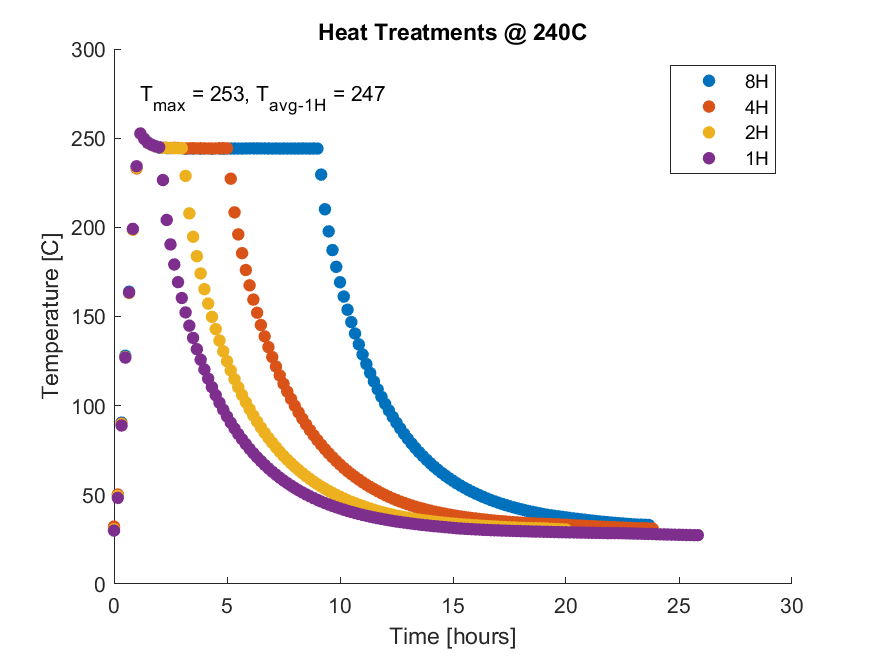 Heat Treatments @ 240C
300
250
200
150
100
50
0
Temperature [C]
Tmax = 253, Tavg-1H = 247
8H
4H
2H
1H
0 5 10 15 20 25 30
Time [hours]